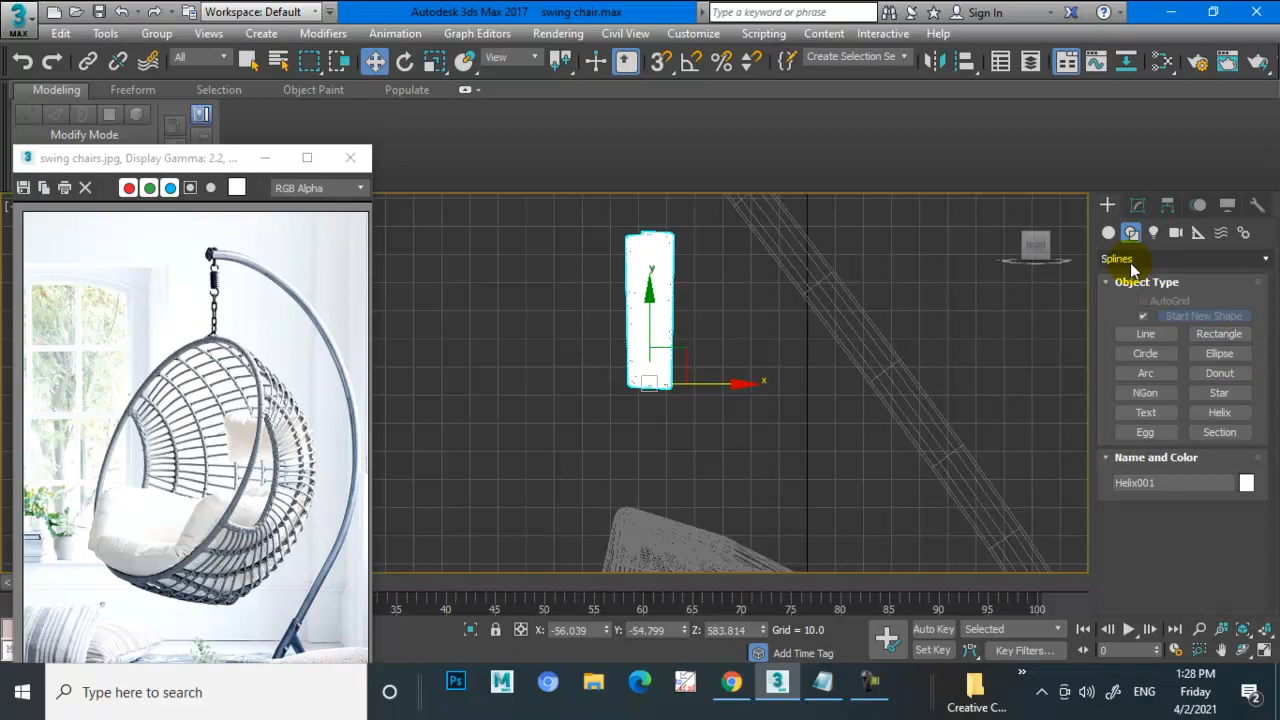 Workspace: Default
Autodesk 3ds Max 2017 swing chair.max
Type a keyword or phrase
Sign In
MAX
Edit Tools Group Views Create Modifiers Animation Graph Editors Rendering Civil View Customize Scripting Content Interactive Help
All
View
Create Selection Se
Modeling Freeform Selection Object Paint Populate
Modify Mode
swing chairs.jpg, Display Gamma: 2.2, ...
RGB Alpha
y
x
FRONT
Splines
Object Type
AutoGrid
Start New Shape
Line Rectangle
Circle Ellipse
Arc Donut
NGon Star
Text Helix
Egg Section
Name and Color
Helix001
35 40 45 50 55 60 65 70 75 80 85 90 95 100
X: -56.039 Y: -54.799 Z: 583.814 Grid = 10.0
Add Time Tag
Auto Key Selected
Set Key Key Filters...
0
Type here to search
Ps
Creative C...
ENG
1:28 PM
Friday
4/2/2021
2